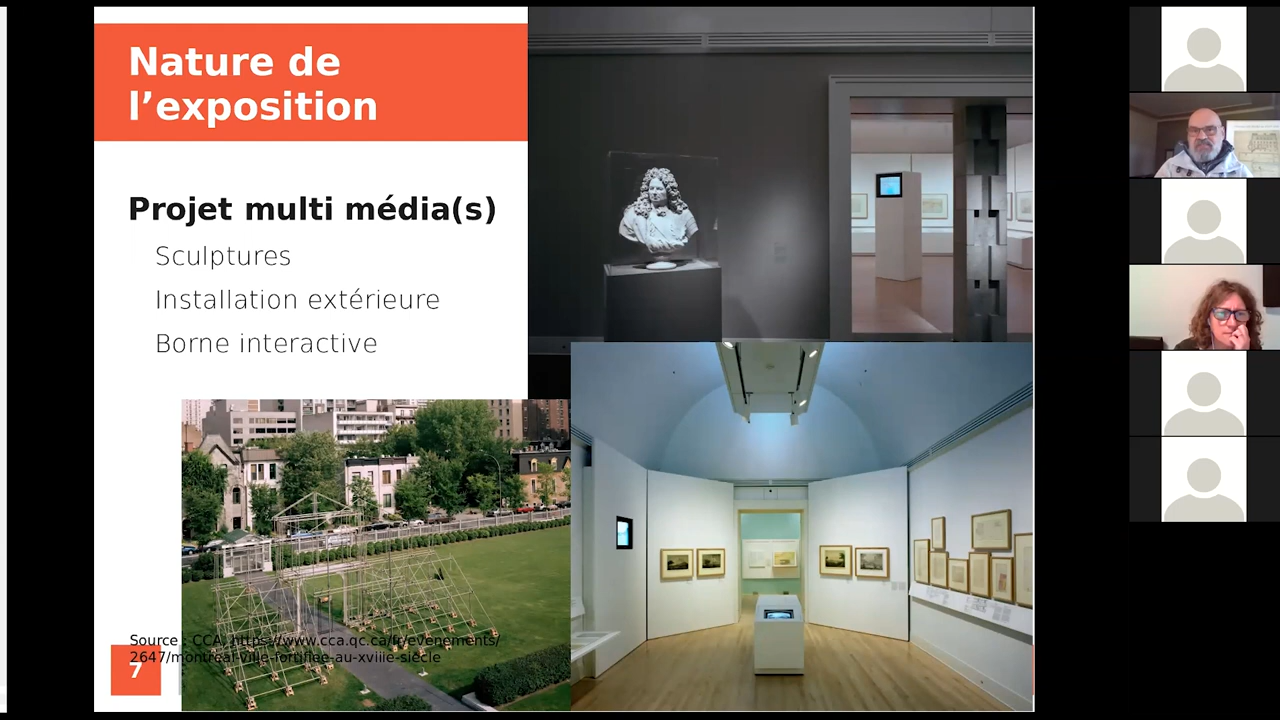 Nature de
l’exposition
Projet multi média(s)
Sculptures
Installation extérieure
Borne interactive
Source : CCA, https://www.cca.qc.ca/fr/evenements/
2647/montreal-ville-fortifiee-au-xviiie-siecle
7